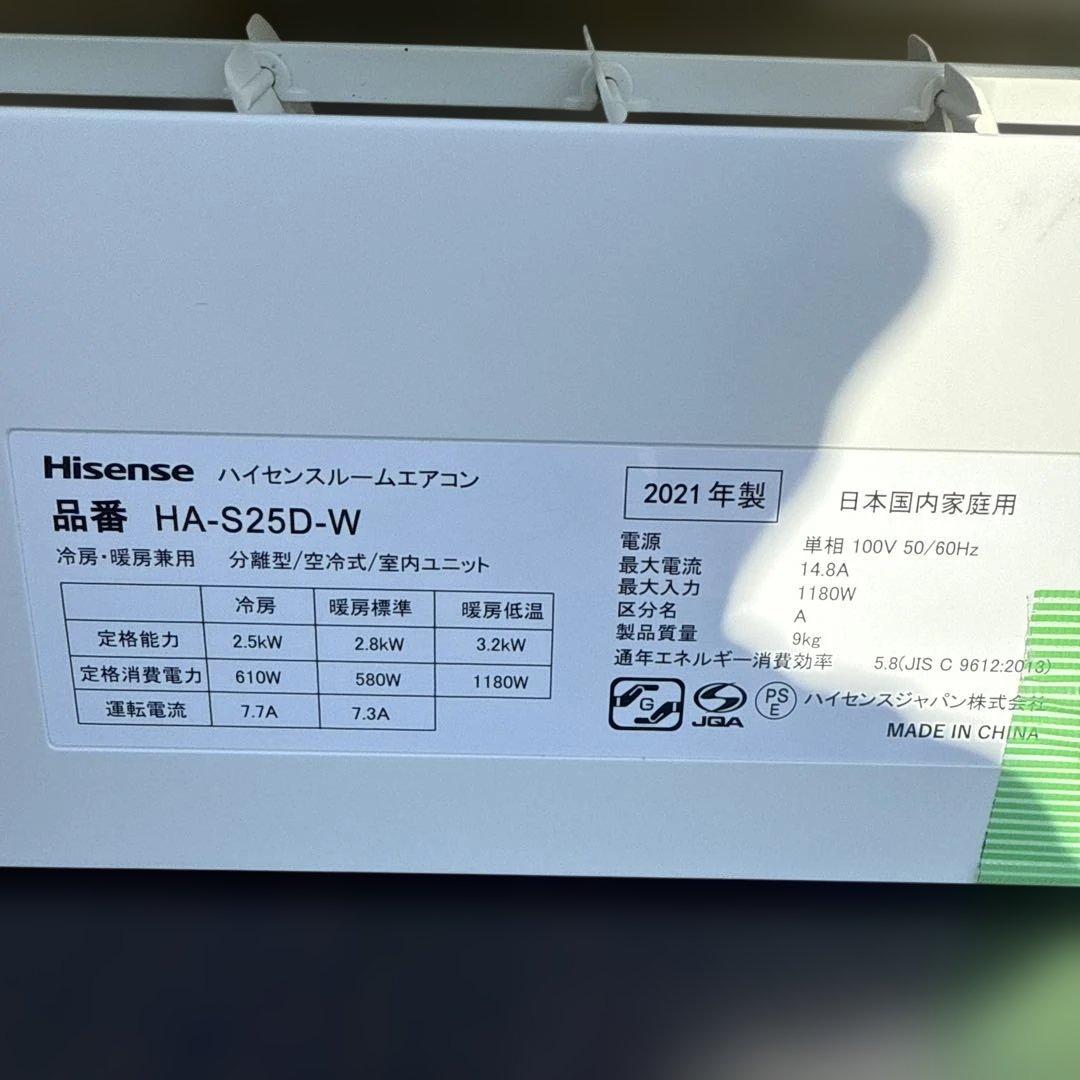 Hisense ハイセンスルームエアコン
品番 HA-S25D-W
冷房・暖房兼用 分離型/空冷式/室内ユニット
冷房 暖房標準 暖房低温
定格能力 2.5kW 2.8kW 3.2kW
定格消費電力 610W 580W 1180W
運転電流 7.7A 7.3A
2021年製 日本国内家庭用
電源 単相 100V 50/60Hz
最大電流 14.8A
最大入力 1180W
区分名 A
製品質量 9kg
通年エネルギー消費効率 5.8(JIS C 9612:2013)
G JQA PS E ハイセンスジャパン株式会社
MADE IN CHINA